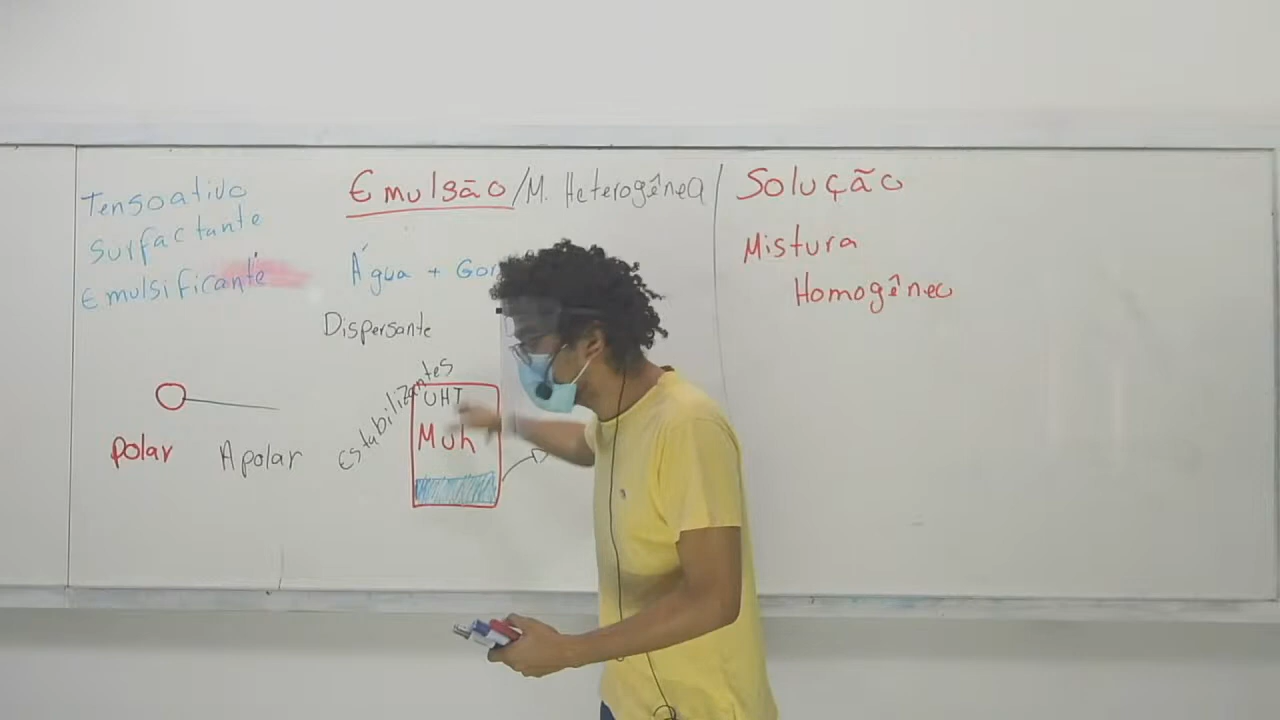 Tensoativo
Surfactante
Emulsificante
Polar
Apolar
Emulsão/M. Heterogênea
Água + Gor
Dispersante
Estabilizantes
UHT
Muh
Solução
Mistura
Homogênea